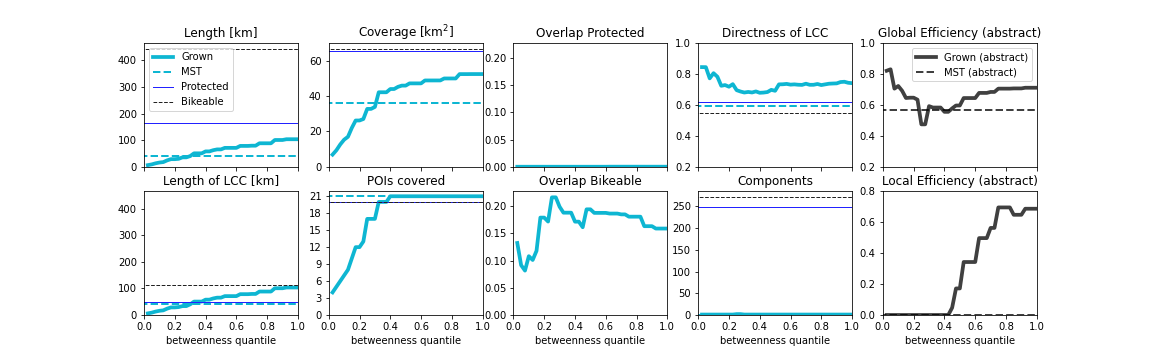 Length [km]
Coverage [km²]
Overlap Protected
Directness of LCC
Global Efficiency (abstract)
400
300
200
100
0
Grown
MST
Protected
Bikeable
60
40
20
0
0.20
0.15
0.10
0.05
0.00
1.0
0.8
0.6
0.4
0.2
1.0
0.8
0.6
0.4
0.2
Grown (abstract)
MST (abstract)
Length of LCC [km]
POIs covered
Overlap Bikeable
Components
Local Efficiency (abstract)
400
300
200
100
0
21
18
15
12
9
6
3
0
0.20
0.15
0.10
0.05
0.00
250
200
150
100
50
0
0.8
0.6
0.4
0.2
0.0
0.0 0.2 0.4 0.6 0.8 1.0
0.0 0.2 0.4 0.6 0.8 1.0
0.0 0.2 0.4 0.6 0.8 1.0
0.0 0.2 0.4 0.6 0.8 1.0
0.0 0.2 0.4 0.6 0.8 1.0
betweenness quantile
betweenness quantile
betweenness quantile
betweenness quantile
betweenness quantile